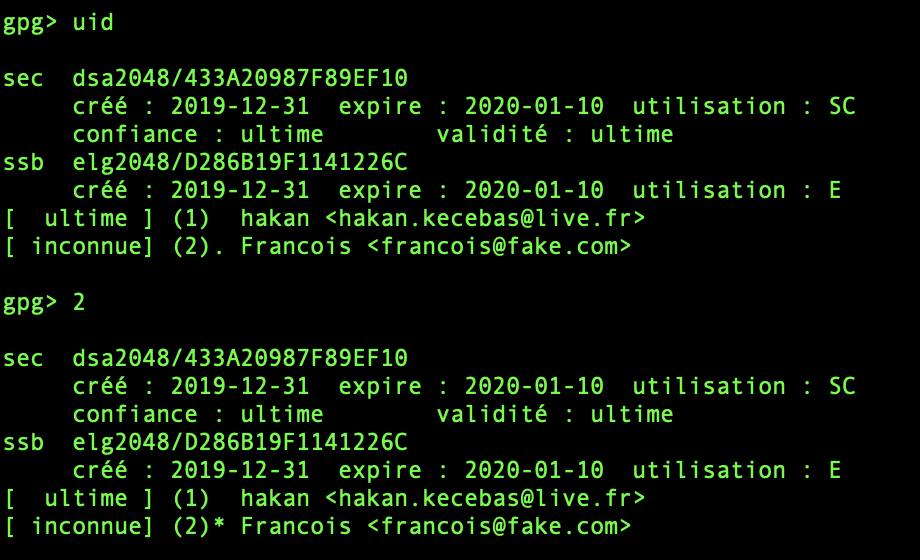 gpg> uid
sec  dsa2048/433A20987F89EF10
     créé : 2019-12-31  expire : 2020-01-10  utilisation : SC
     confiance : ultime        validité : ultime
ssb  elg2048/D286B19F1141226C
     créé : 2019-12-31  expire : 2020-01-10  utilisation : E
[  ultime ] (1)  hakan <hakan.kecebas@live.fr>
[ inconnue] (2). Francois <francois@fake.com>
gpg> 2
sec  dsa2048/433A20987F89EF10
     créé : 2019-12-31  expire : 2020-01-10  utilisation : SC
     confiance : ultime        validité : ultime
ssb  elg2048/D286B19F1141226C
     créé : 2019-12-31  expire : 2020-01-10  utilisation : E
[  ultime ] (1)  hakan <hakan.kecebas@live.fr>
[ inconnue] (2)* Francois <francois@fake.com>